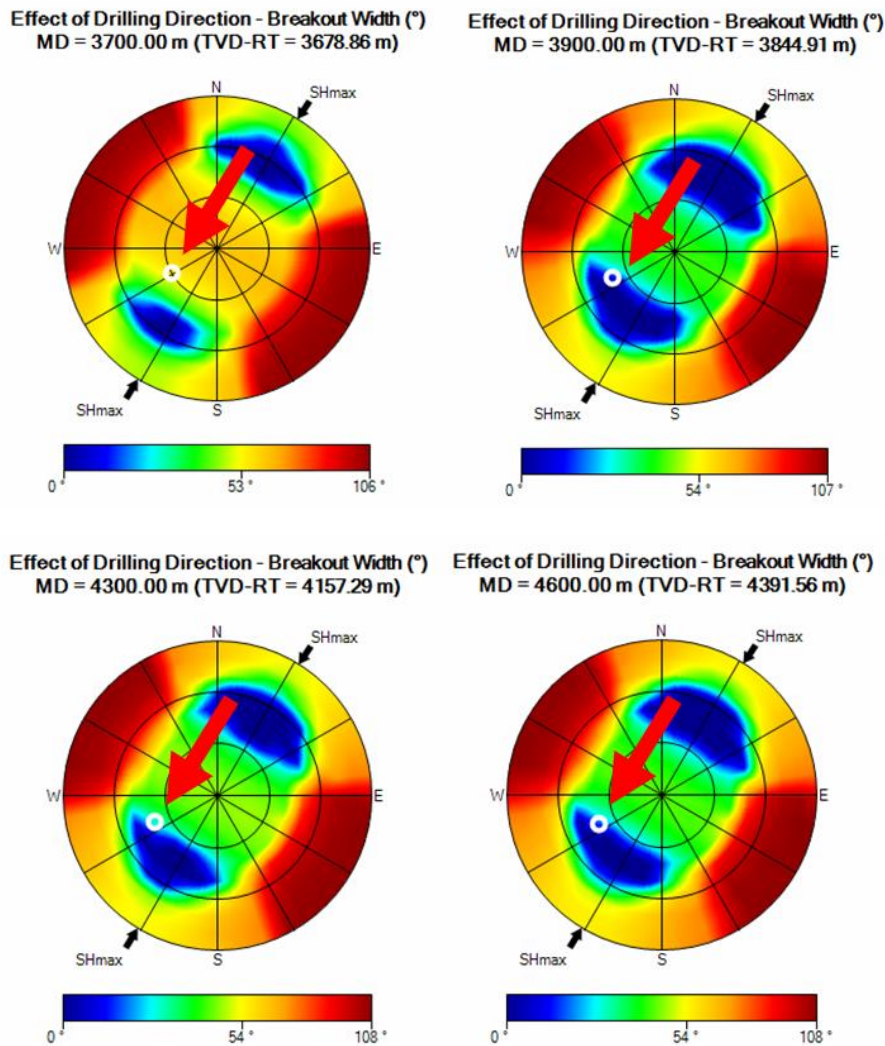 Effect of Drilling Direction - Breakout Width (°)
MD = 3700.00 m (TVD-RT = 3678.86 m)
N
SHmax
W
E
SHmax
S
0 °
53 °
106 °
Effect of Drilling Direction - Breakout Width (°)
MD = 3900.00 m (TVD-RT = 3844.91 m)
N
SHmax
W
E
SHmax
S
0 °
54 °
107 °
Effect of Drilling Direction - Breakout Width (°)
MD = 4300.00 m (TVD-RT = 4157.29 m)
N
SHmax
W
E
SHmax
S
0 °
54 °
108 °
Effect of Drilling Direction - Breakout Width (°)
MD = 4600.00 m (TVD-RT = 4391.56 m)
N
SHmax
W
E
SHmax
S
0 °
54 °
108 °